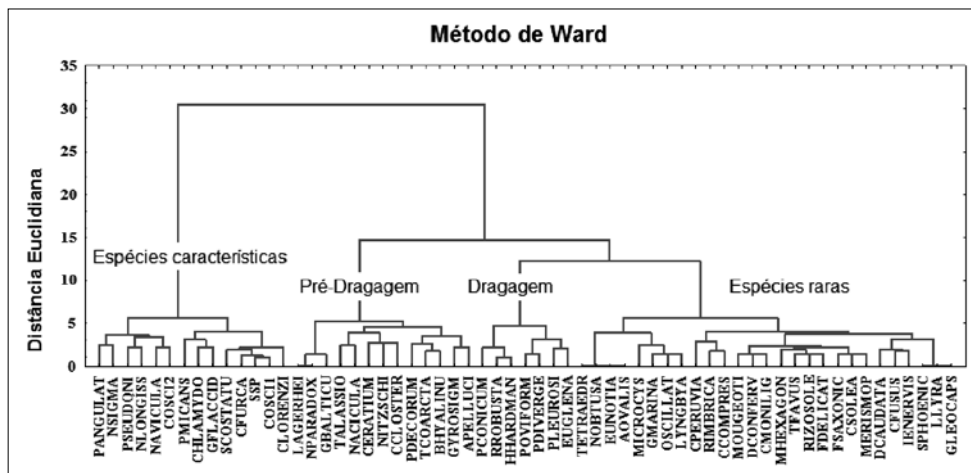 Método de Ward
35
30
25
20
15
10
5
0
Distância Euclidiana
Espécies características
Pré-Dragagem
Dragagem
Espécies raras
PANGULAT
NSIGMA
PSEUDONI
NLONGISS
NAVICULA
COSCI2
PMICANS
CHLAMYDO
GFLACCID
SCOSTATU
CFURCA
SSP
COSCI1
CLORENZI
LAGERHEI
NPARADOX
GBALTICU
TALASSIO
NACICULA
CERATIUM
NITZSCHI
CCLOSTER
PDECORUM
TCOARCTA
BHYALINU
GYROSIGM
APELLUCI
PCONICUM
RROBUSTA
HHARDMAN
POVIFORM
PDIVERGE
PLEUROSI
EUGLENA
TETRAEDR
NOBTUSA
EUNOTIA
AOVALIS
MICROCYS
GMARINA
OSCILLAT
LYNGBYA
CPERUVIA
RIMBRICA
CCOMPRES
MOUGEOTI
DCONFERV
CMONILIG
MHEXAGON
TFAVUS
RIZOSOLE
FDELICAT
FSAXONIC
CSOLEA
MERISMOP
DCAUDATA
CFUSUS
IENERVIS
SPHOENIC
LLYRA
GLEOCAPS